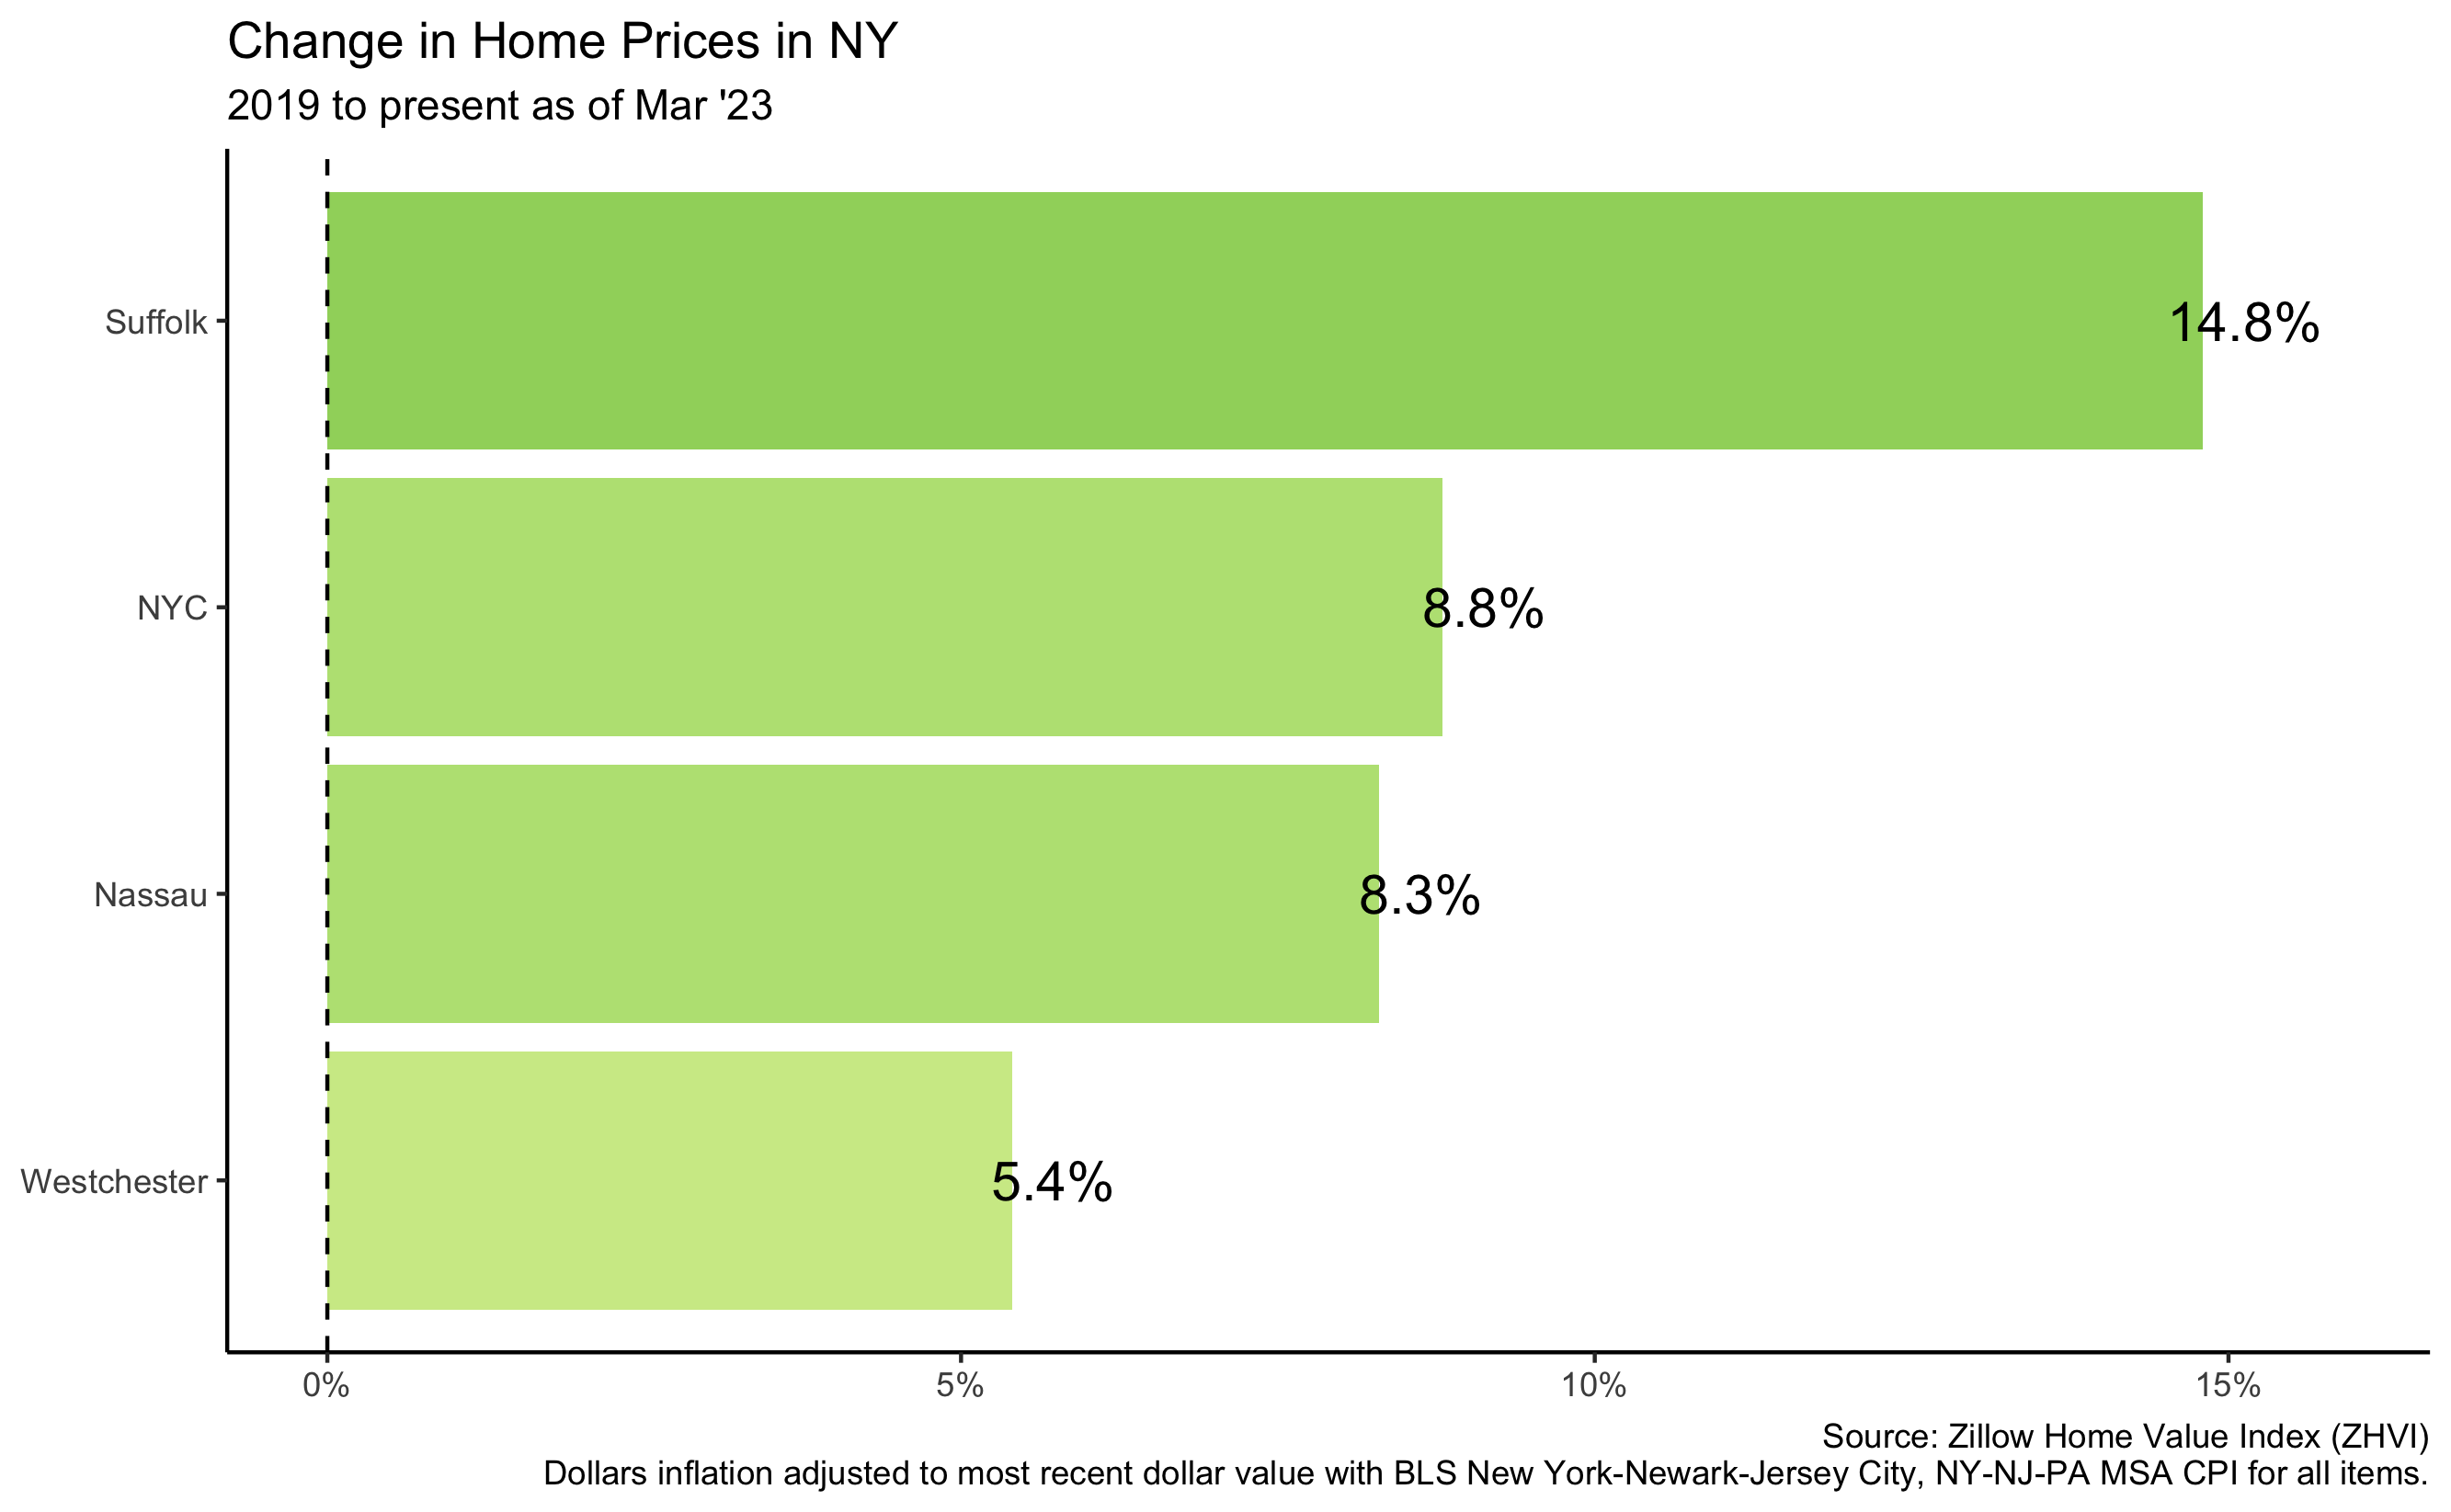 Change in Home Prices in NY
2019 to present as of Mar '23
Suffolk
14.8%
NYC
8.8%
Nassau
8.3%
Westchester
5.4%
0%
5%
10%
15%
Source: Zillow Home Value Index (ZHVI)
Dollars inflation adjusted to most recent dollar value with BLS New York-Newark-Jersey City, NY-NJ-PA MSA CPI for all items.